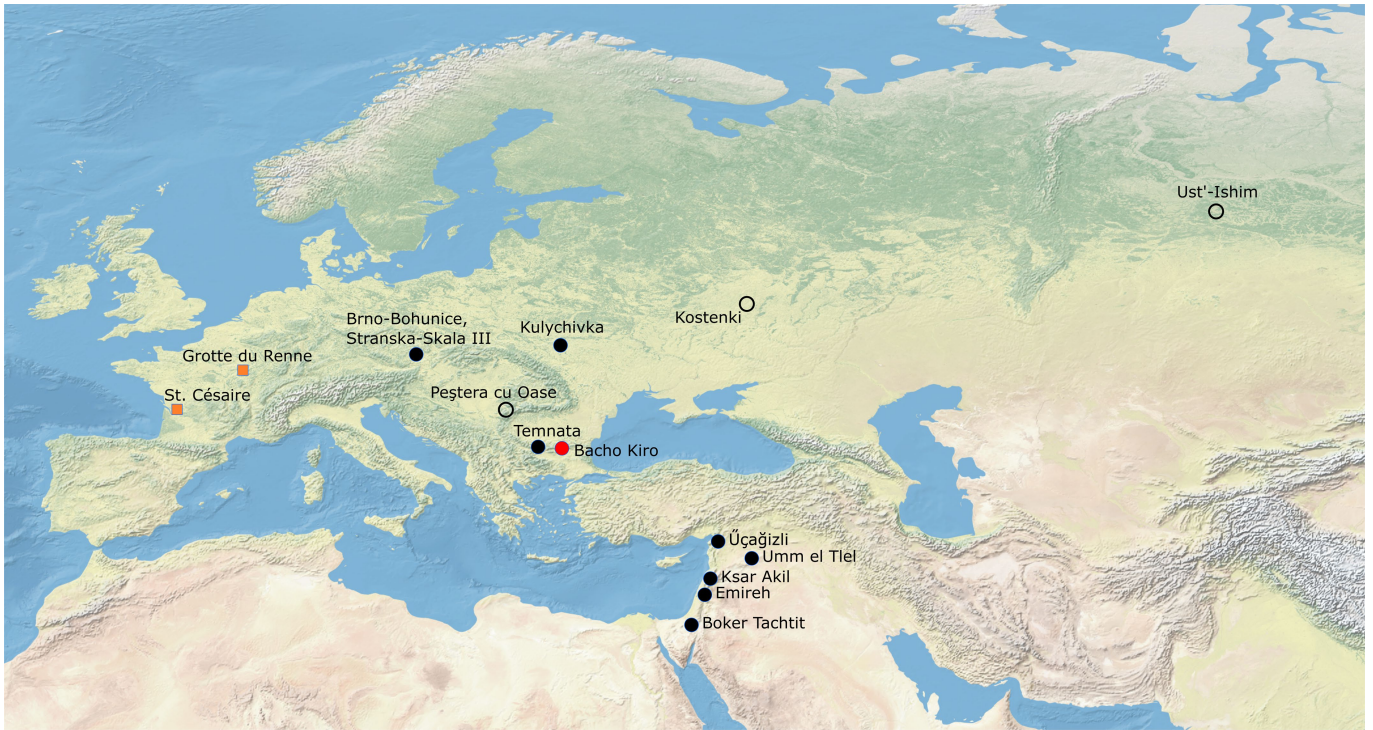 Ust'-Ishim
Kostenki
Brno-Bohunice,
Stranska-Skala III
Kulychivka
Grotte du Renne
St. Césaire
Peştera cu Oase
Temnata
Bacho Kiro
Űçağizli
Umm el Tlel
Ksar Akil
Emireh
Boker Tachtit